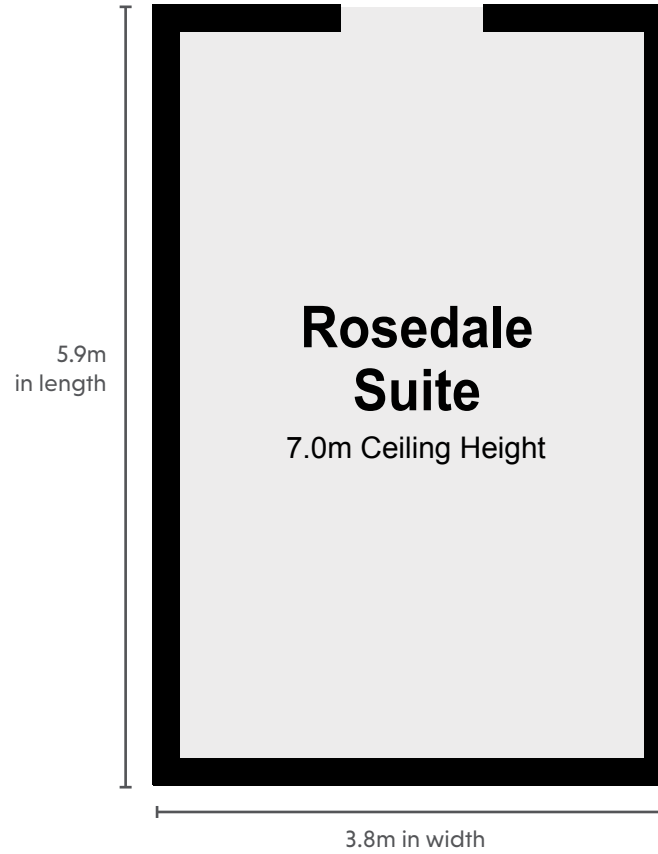 5.9m
in length
Rosedale
Suite
7.0m Ceiling Height
3.8m in width